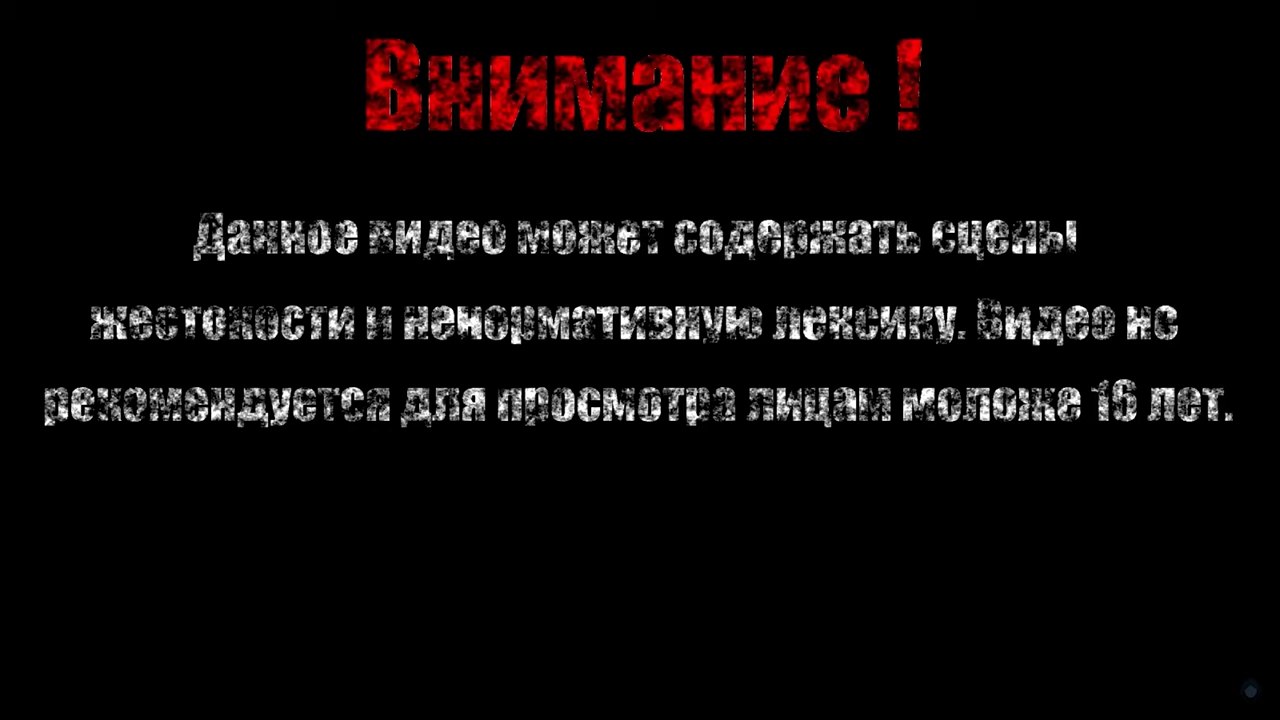 Внимание !
Данное видео может содержать сцены
жестокости и ненормативную лексику. Видео не
рекомендуется для просмотра лицам моложе 16 лет.